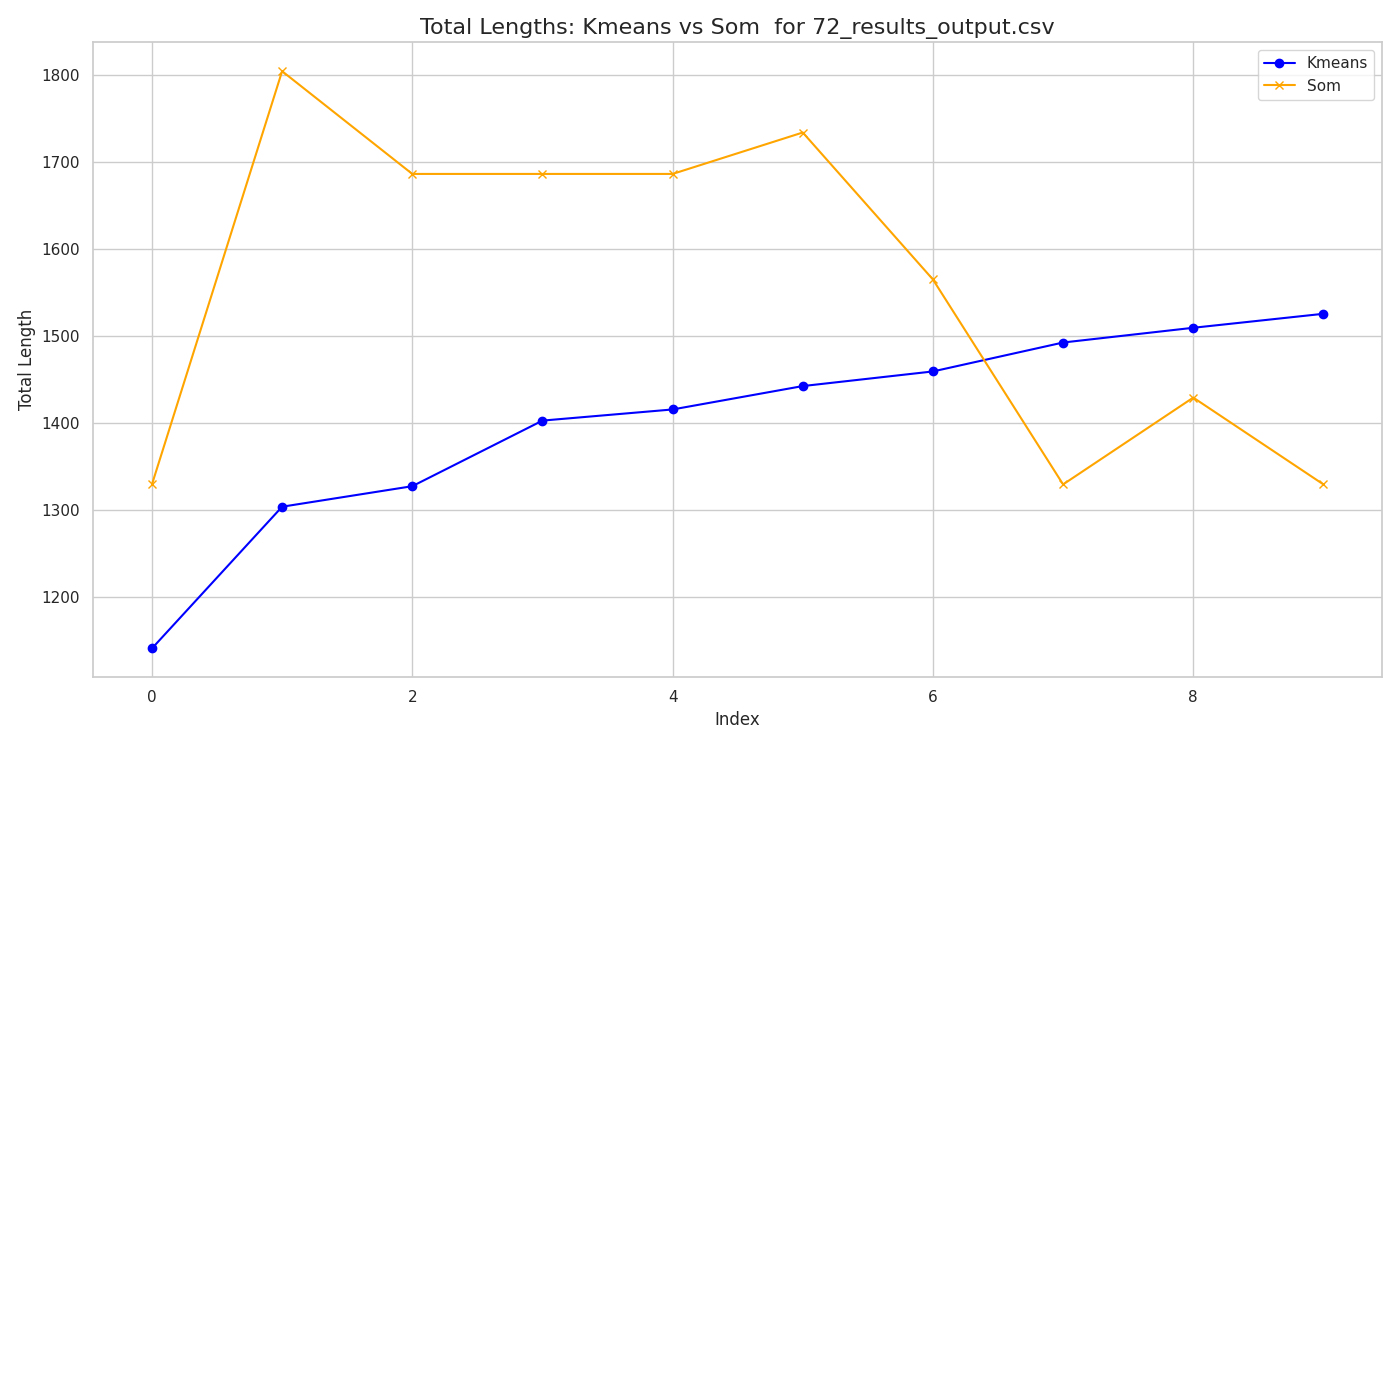 Total Lengths: Kmeans vs Som  for 72_results_output.csv
Kmeans
Som
Total Length
1800
1700
1600
1500
1400
1300
1200
0 2 4 6 8
Index